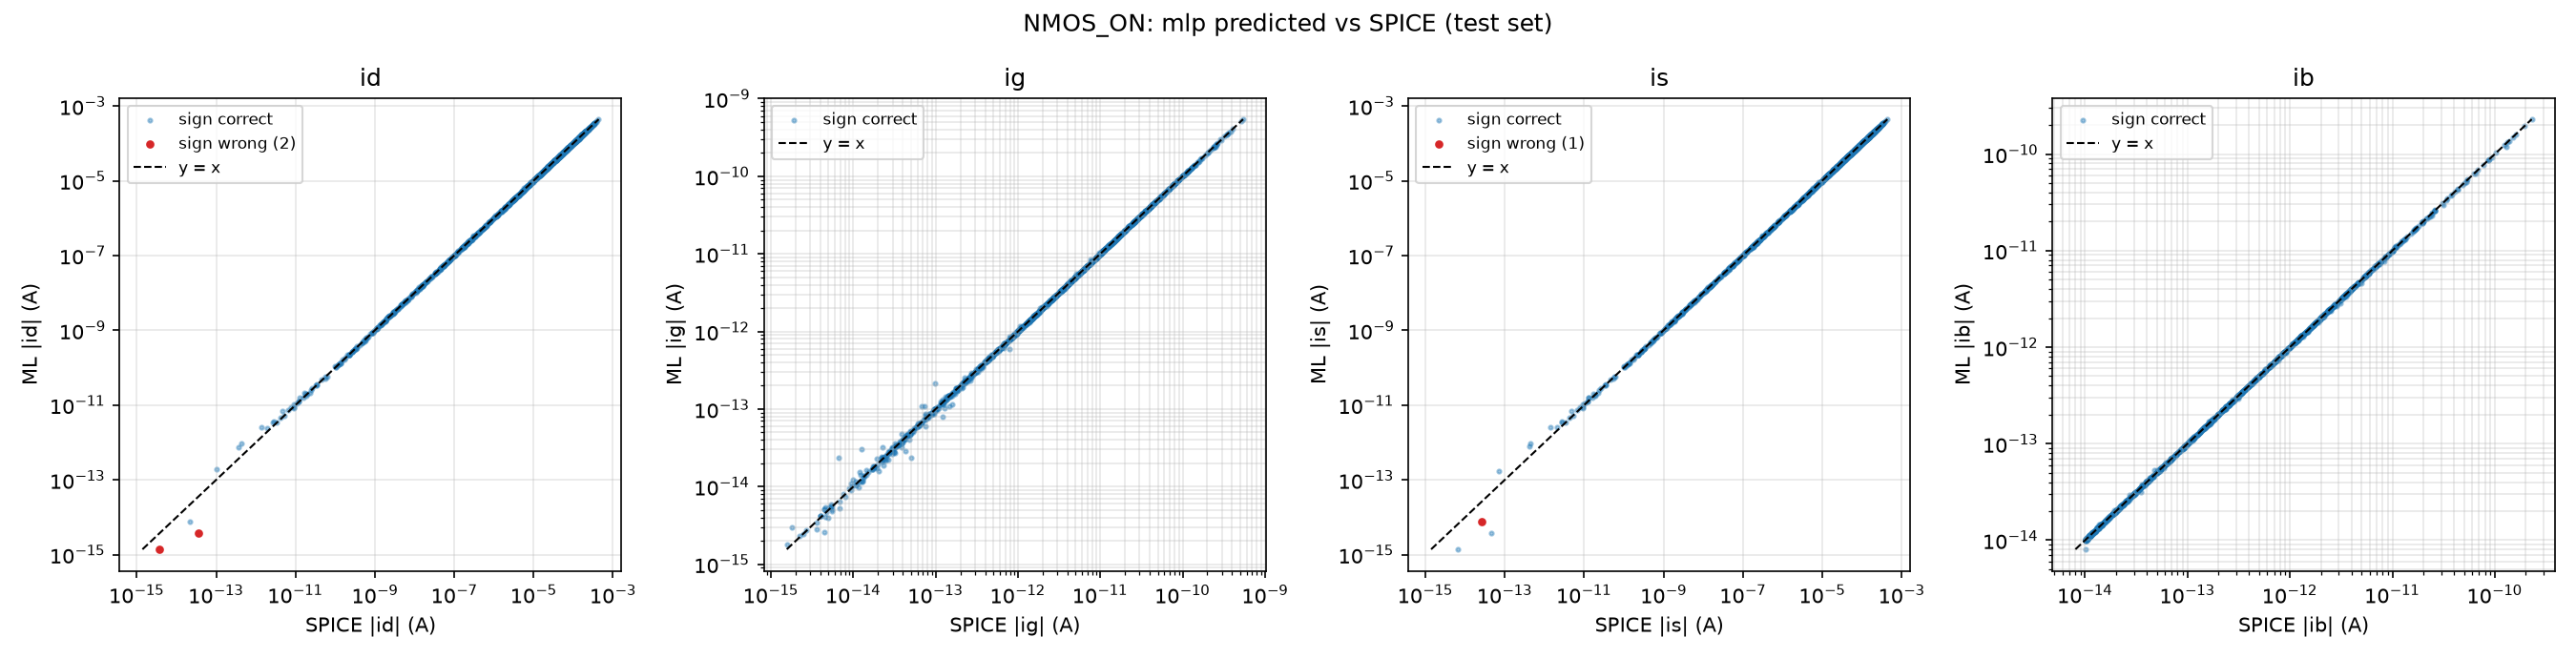 NMOS_ON: mlp predicted vs SPICE (test set)
id
ML |id| (A)
10⁻³
10⁻⁵
10⁻⁷
10⁻⁹
10⁻¹¹
10⁻¹³
10⁻¹⁵
sign correct
sign wrong (2)
y = x
10⁻¹⁵ 10⁻¹³ 10⁻¹¹ 10⁻⁹ 10⁻⁷ 10⁻⁵ 10⁻³
SPICE |id| (A)
ig
ML |ig| (A)
10⁻⁹
10⁻¹⁰
10⁻¹¹
10⁻¹²
10⁻¹³
10⁻¹⁴
10⁻¹⁵
sign correct
y = x
10⁻¹⁵ 10⁻¹⁴ 10⁻¹³ 10⁻¹² 10⁻¹¹ 10⁻¹⁰ 10⁻⁹
SPICE |ig| (A)
is
ML |is| (A)
10⁻³
10⁻⁵
10⁻⁷
10⁻⁹
10⁻¹¹
10⁻¹³
10⁻¹⁵
sign correct
sign wrong (1)
y = x
10⁻¹⁵ 10⁻¹³ 10⁻¹¹ 10⁻⁹ 10⁻⁷ 10⁻⁵ 10⁻³
SPICE |is| (A)
ib
ML |ib| (A)
10⁻¹⁰
10⁻¹¹
10⁻¹²
10⁻¹³
10⁻¹⁴
sign correct
y = x
10⁻¹⁴ 10⁻¹³ 10⁻¹² 10⁻¹¹ 10⁻¹⁰
SPICE |ib| (A)